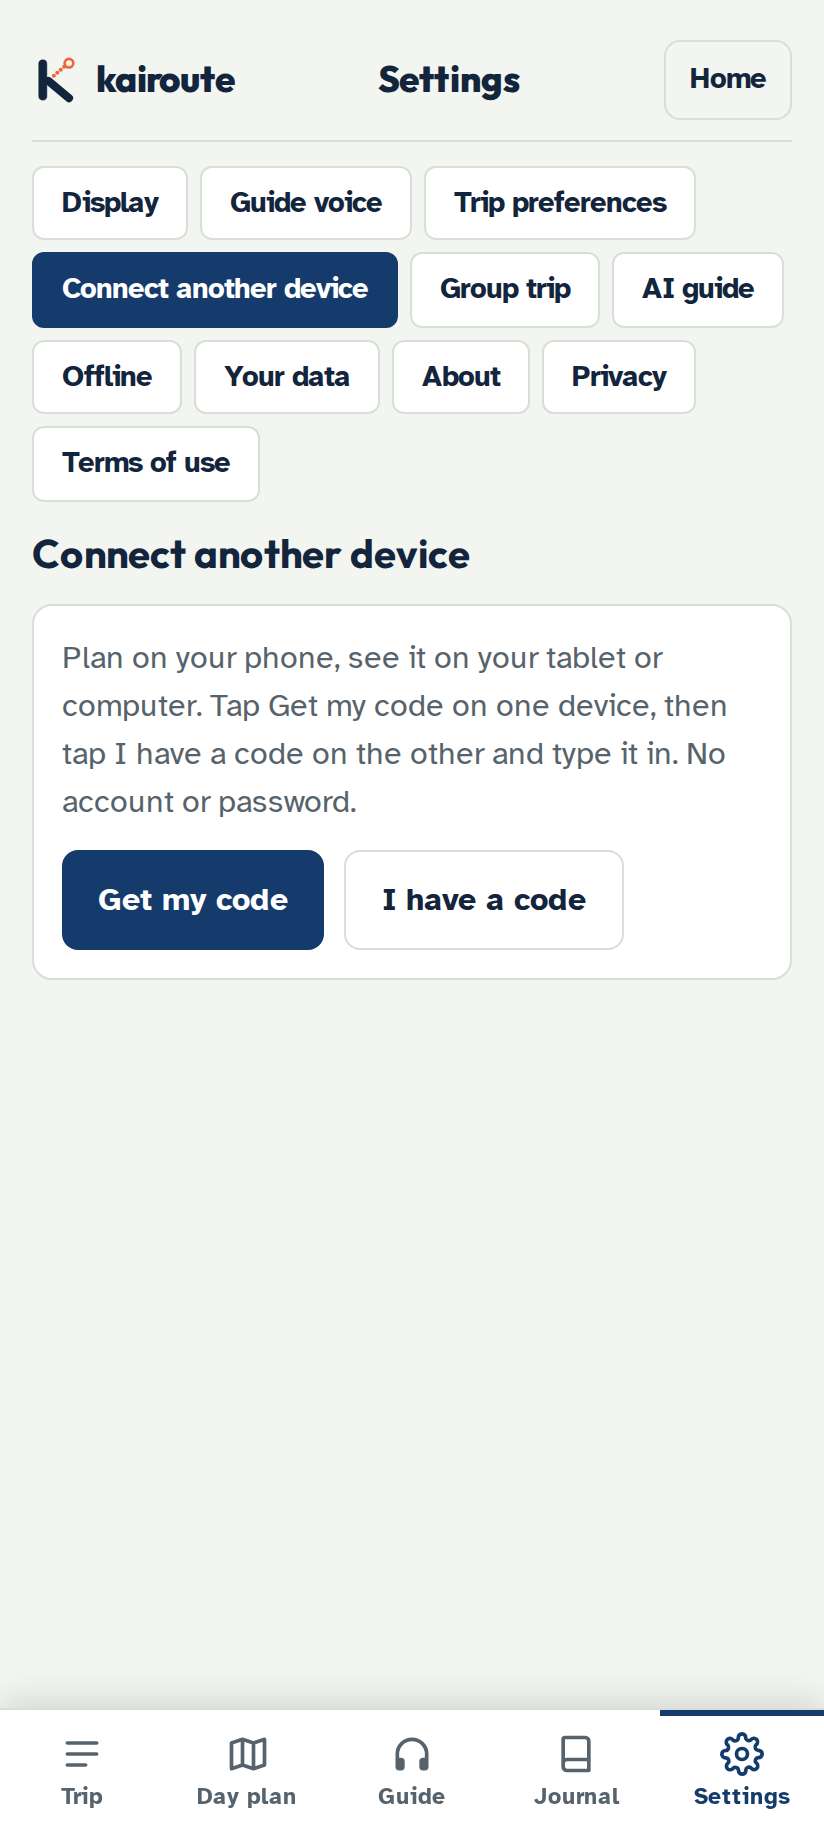 kairoute
Settings
Home
Display
Guide voice
Trip preferences
Connect another device
Group trip
AI guide
Offline
Your data
About
Privacy
Terms of use
Connect another device
Plan on your phone, see it on your tablet or
computer. Tap Get my code on one device, then
tap I have a code on the other and type it in. No
account or password.
Get my code
I have a code
Trip
Day plan
Guide
Journal
Settings